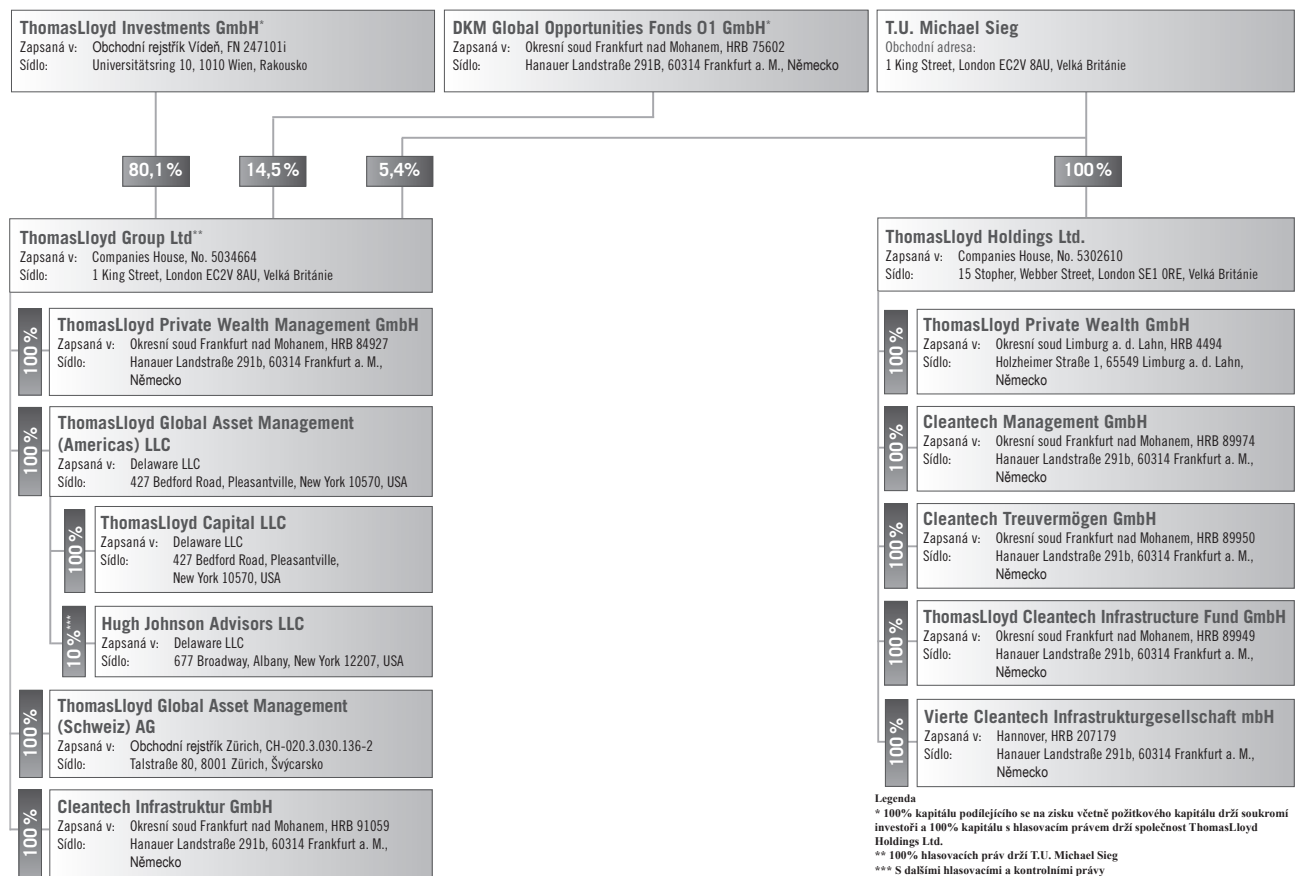 ThomasLloyd Investments GmbH*
Zapsaná v: Obchodní rejstřík Vídeň, FN 247101i
Sídlo: Universitätsring 10, 1010 Wien, Rakousko
DKM Global Opportunities Fonds 01 GmbH*
Zapsaná v: Okresní soud Frankfurt nad Mohanem, HRB 75602
Sídlo: Hanauer Landstraße 291B, 60314 Frankfurt a. M., Německo
T.U. Michael Sieg
Obchodní adresa:
1 King Street, London EC2V 8AU, Velká Británie
80,1%
14,5%
5,4%
100%
ThomasLloyd Group Ltd**
Zapsaná v: Companies House, No. 5034664
Sídlo: 1 King Street, London EC2V 8AU, Velká Británie
100%
ThomasLloyd Private Wealth Management GmbH
Zapsaná v: Okresní soud Frankfurt nad Mohanem, HRB 84927
Sídlo: Hanauer Landstraße 291b, 60314 Frankfurt a. M.,
Německo
100%
ThomasLloyd Global Asset Management
(Americas) LLC
Zapsaná v: Delaware LLC
Sídlo: 427 Bedford Road, Pleasantville, New York 10570, USA
100%
ThomasLloyd Capital LLC
Zapsaná v: Delaware LLC
Sídlo: 427 Bedford Road, Pleasantville,
New York 10570, USA
10%***
Hugh Johnson Advisors LLC
Zapsaná v: Delaware LLC
Sídlo: 677 Broadway, Albany, New York 12207, USA
100%
ThomasLloyd Global Asset Management
(Schweiz) AG
Zapsaná v: Obchodní rejstřík Zürich, CH-020.3.030.136-2
Sídlo: Talstraße 80, 8001 Zürich, Švýcarsko
100%
Cleantech Infrastruktur GmbH
Zapsaná v: Okresní soud Frankfurt nad Mohanem, HRB 91059
Sídlo: Hanauer Landstraße 291b, 60314 Frankfurt a. M.,
Německo
ThomasLloyd Holdings Ltd.
Zapsaná v: Companies House, No. 5302610
Sídlo: 15 Stopher, Webber Street, London SE1 0RE, Velká Británie
100%
ThomasLloyd Private Wealth GmbH
Zapsaná v: Okresní soud Limburg a. d. Lahn, HRB 4494
Sídlo: Holzheimer Straße 1, 65549 Limburg a. d. Lahn,
Německo
100%
Cleantech Management GmbH
Zapsaná v: Okresní soud Frankfurt nad Mohanem, HRB 89974
Sídlo: Hanauer Landstraße 291b, 60314 Frankfurt a. M.,
Německo
100%
Cleantech Treuvermögen GmbH
Zapsaná v: Okresní soud Frankfurt nad Mohanem, HRB 89950
Sídlo: Hanauer Landstraße 291b, 60314 Frankfurt a. M.,
Německo
100%
ThomasLloyd Cleantech Infrastructure Fund GmbH
Zapsaná v: Okresní soud Frankfurt nad Mohanem, HRB 89949
Sídlo: Hanauer Landstraße 291b, 60314 Frankfurt a. M.,
Německo
100%
Vierte Cleantech Infrastrukturgesellschaft mbH
Zapsaná v: Hannover, HRB 207179
Sídlo: Hanauer Landstraße 291b, 60314 Frankfurt a. M.,
Německo
Legenda
* 100% kapitálu podílejícího se na zisku včetně požitkového kapitálu drží soukromí
investoři a 100% kapitálu s hlasovacím právem drží společnost ThomasLloyd
Holdings Ltd.
** 100% hlasovacích práv drží T.U. Michael Sieg
*** S dalšími hlasovacími a kontrolními právy